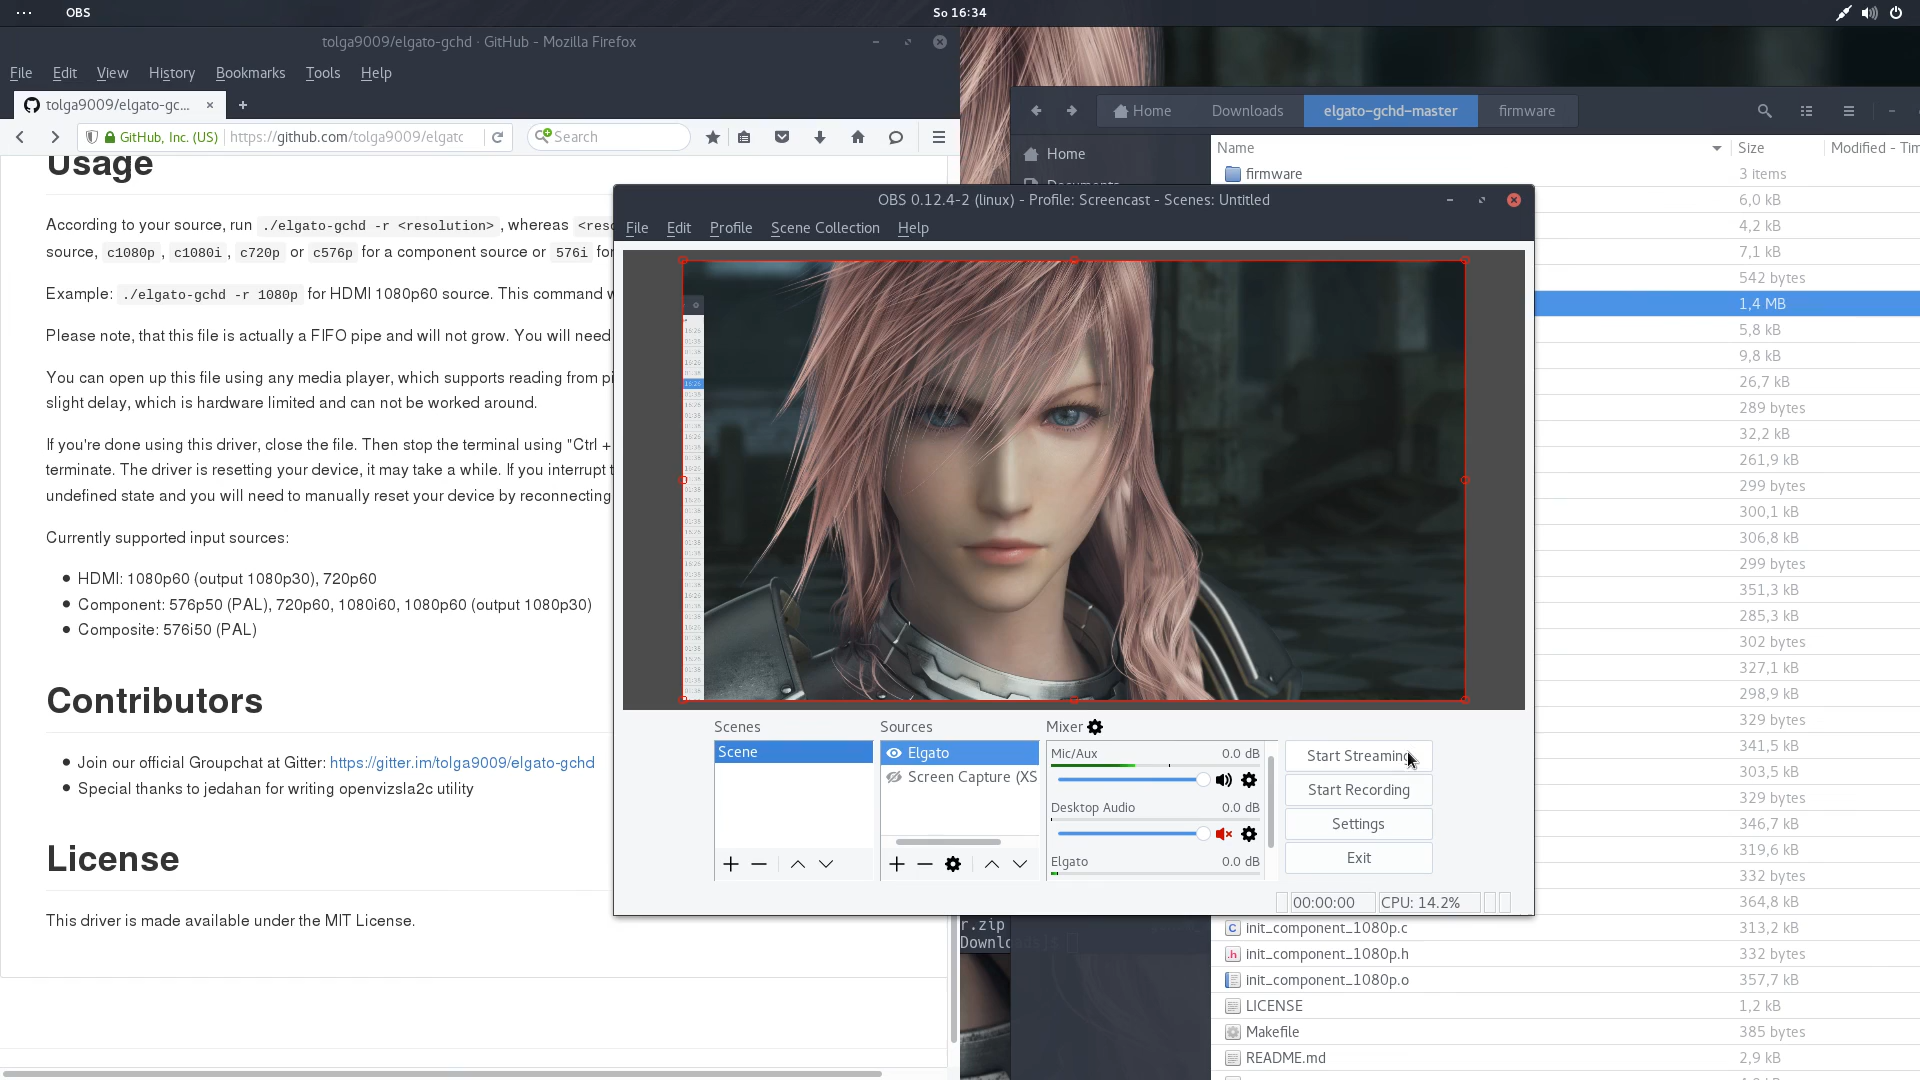 OBS
So 16:34
tolga9009/elgato-gchd · GitHub - Mozilla Firefox
File Edit View History Bookmarks Tools Help
tolga9009/elgato-gc...
GitHub, Inc. (US) https://github.com/tolga9009/elgatc
Search
Usage
According to your source, run ./elgato-gchd -r <resolution> , whereas <reso
source, c1080p , c1080i , c720p or c576p for a component source or 576i for
Example: ./elgato-gchd -r 1080p for HDMI 1080p60 source. This command w
Please note, that this file is actually a FIFO pipe and will not grow. You will need
You can open up this file using any media player, which supports reading from pi
slight delay, which is hardware limited and can not be worked around.
If you're done using this driver, close the file. Then stop the terminal using "Ctrl +
terminate. The driver is resetting your device, it may take a while. If you interrupt t
undefined state and you will need to manually reset your device by reconnecting
Currently supported input sources:
HDMI: 1080p60 (output 1080p30), 720p60
Component: 576p50 (PAL), 720p60, 1080i60, 1080p60 (output 1080p30)
Composite: 576i50 (PAL)
Contributors
Join our official Groupchat at Gitter: https://gitter.im/tolga9009/elgato-gchd
Special thanks to jedahan for writing openvizsla2c utility
License
This driver is made available under the MIT License.
OBS 0.12.4-2 (linux) - Profile: Screencast - Scenes: Untitled
File Edit Profile Scene Collection Help
Scenes
Scene
Sources
Elgato
Screen Capture (XS
Mixer
Mic/Aux 0.0 dB
Desktop Audio 0.0 dB
Elgato 0.0 dB
Start Streaming
Start Recording
Settings
Exit
00:00:00
CPU: 14.2%
Home Downloads elgato-gchd-master firmware
Home
Name Size Modified - Tim
firmware 3 items
6,0 kB
4,2 kB
7,1 kB
542 bytes
1,4 MB
5,8 kB
9,8 kB
26,7 kB
289 bytes
32,2 kB
261,9 kB
299 bytes
300,1 kB
306,8 kB
299 bytes
351,3 kB
285,3 kB
302 bytes
327,1 kB
298,9 kB
329 bytes
341,5 kB
303,5 kB
329 bytes
346,7 kB
319,6 kB
332 bytes
364,8 kB
init_component_1080p.c 313,2 kB
init_component_1080p.h 332 bytes
init_component_1080p.o 357,7 kB
LICENSE 1,2 kB
Makefile 385 bytes
README.md 2,9 kB
r.zip
Downlo